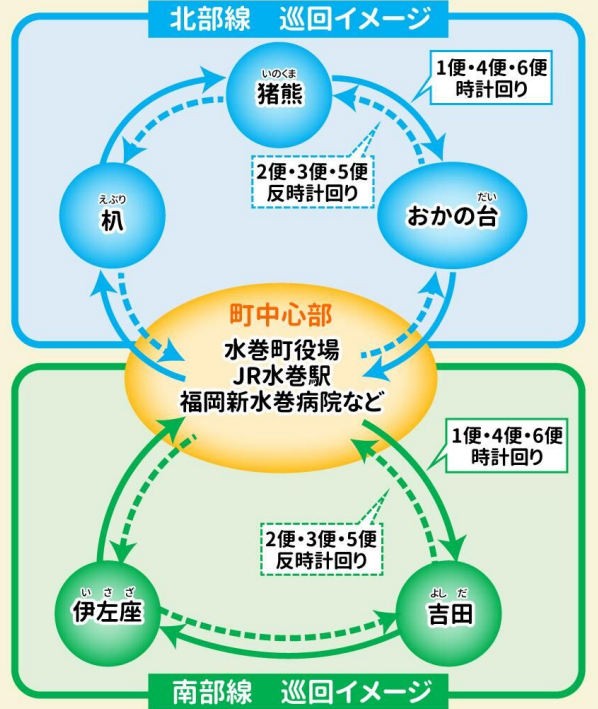 北部線　巡回イメージ
いのくま
猪熊
1便・4便・6便
時計回り
2便・3便・5便
反時計回り
えぶり
朳
だい
おかの台
町中心部
水巻町役場
JR水巻駅
福岡新水巻病院など
1便・4便・6便
時計回り
2便・3便・5便
反時計回り
いさざ
伊左座
よしだ
吉田
南部線　巡回イメージ